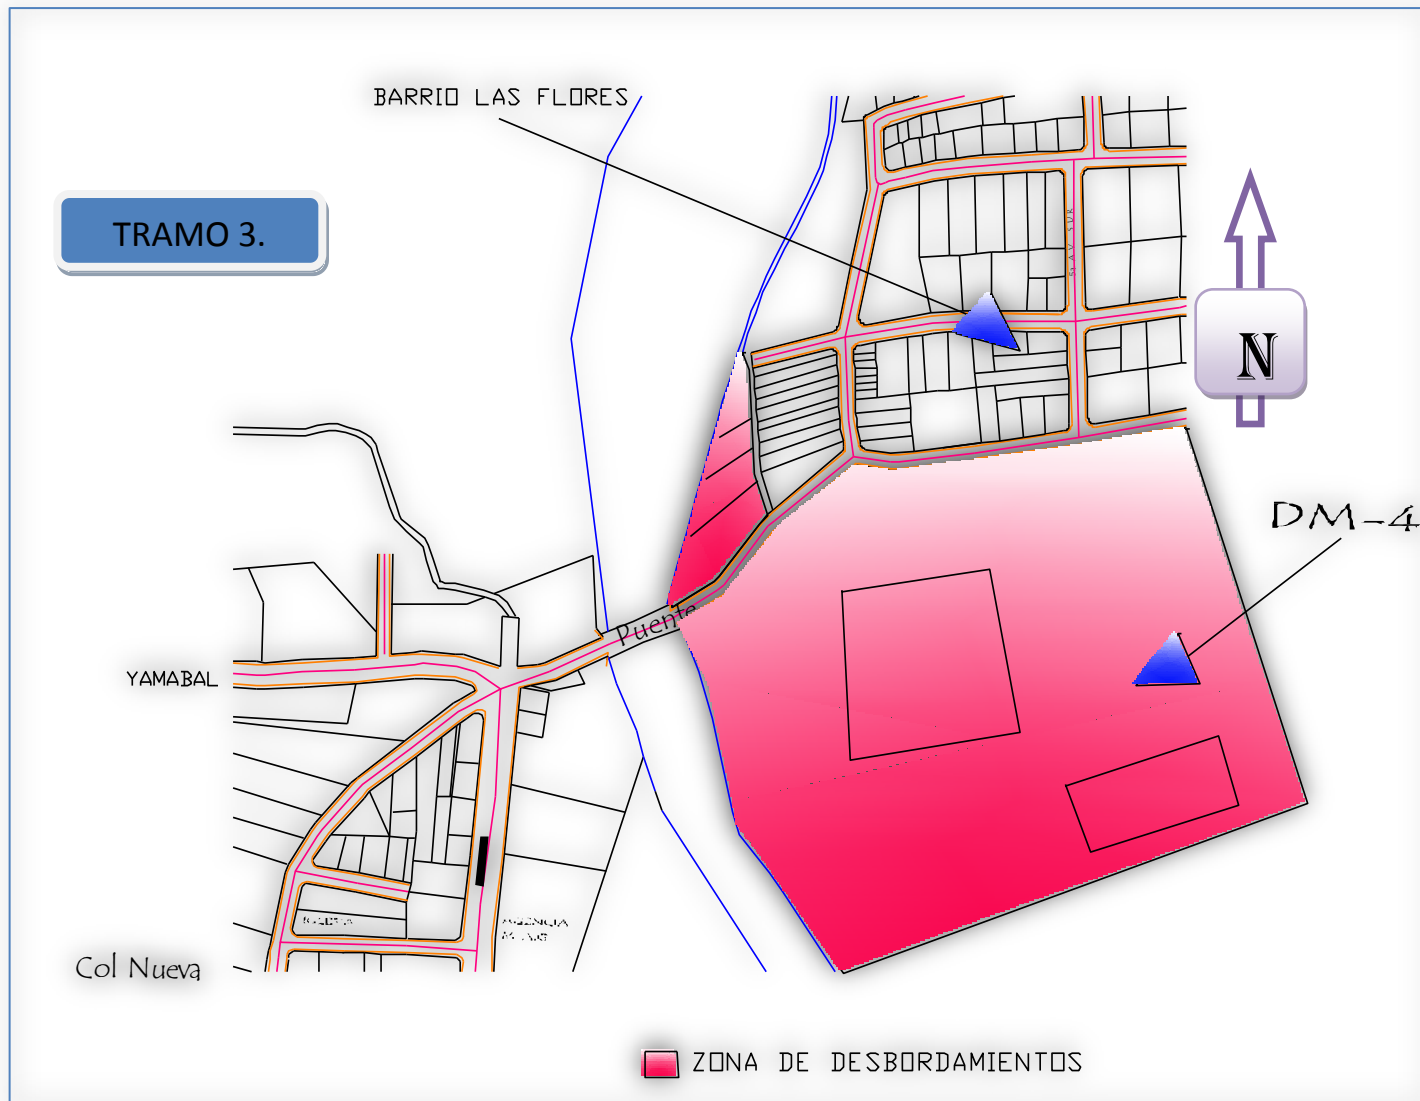 BARRIO LAS FLORES
TRAMO 3.
N
DM-4
Puente
YAMABAL
Col Nueva
ZONA DE DESBORDAMIENTOS